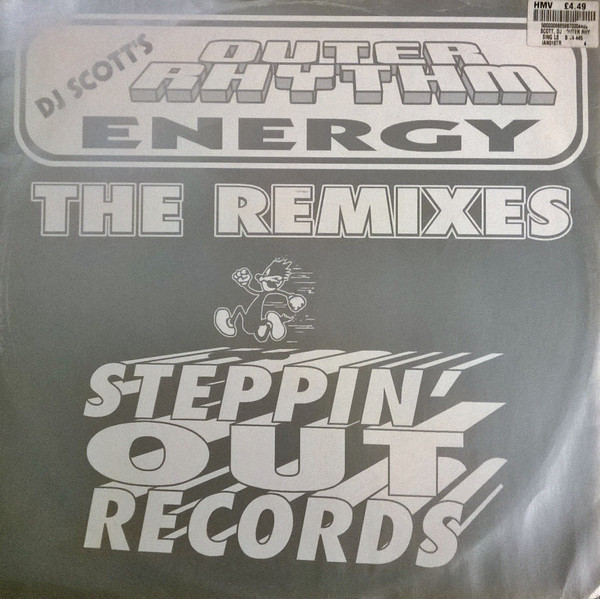 HMV £4.49
SCOTT, DJ
DJ SCOTT'S
OUTER
RHYTHM
ENERGY
THE REMIXES
STEPPIN'
OUT
RECORDS